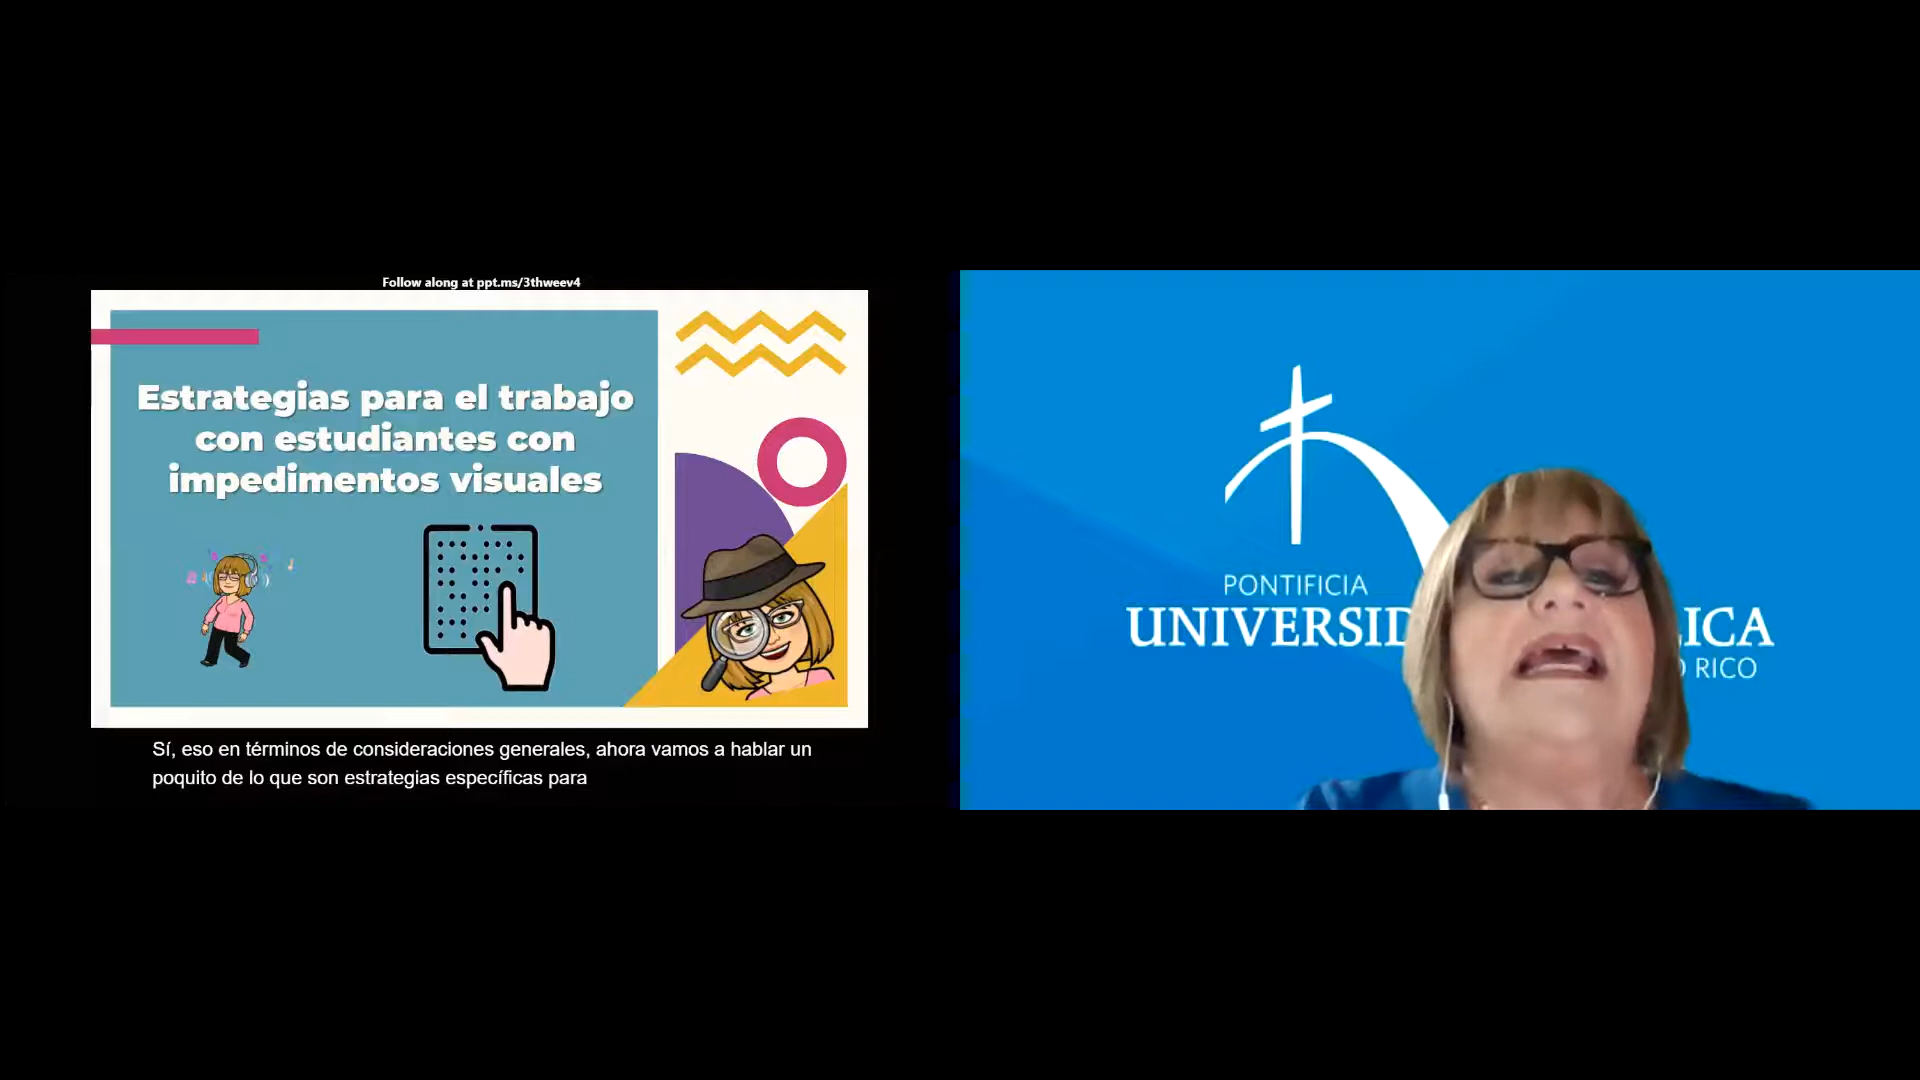 Follow along at ppt.ms/3thweev4
Estrategias para el trabajo
con estudiantes con
impedimentos visuales
Sí, eso en términos de consideraciones generales, ahora vamos a hablar un
poquito de lo que son estrategias específicas para
PONTIFICIA
UNIVERSID LICA
RICO